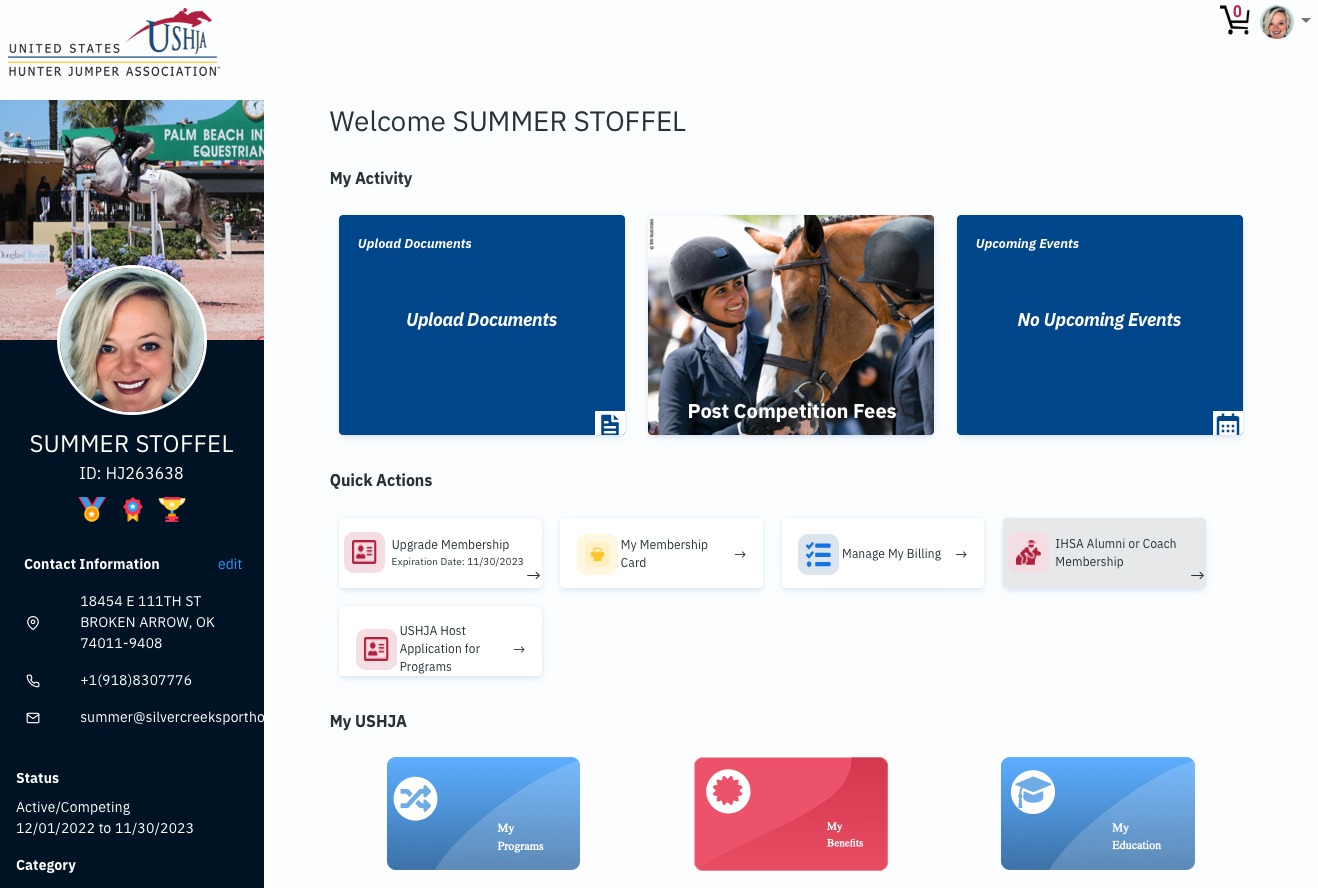 USHJA
UNITED STATES
HUNTER JUMPER ASSOCIATION
0
PALM BEACH IN
EQUESTRIAN
Welcome SUMMER STOFFEL
My Activity
Upload Documents
Upload Documents
Post Competition Fees
Upcoming Events
No Upcoming Events
SUMMER STOFFEL
ID: HJ263638
Contact Information edit
18454 E 111TH ST
BROKEN ARROW, OK
74011-9408
+1(918)8307776
summer@silvercreeksportho
Status
Active/Competing
12/01/2022 to 11/30/2023
Category
Quick Actions
Upgrade Membership
Expiration Date: 11/30/2023
→
My Membership
Card →
Manage My Billing →
IHSA Alumni or Coach
Membership
→
USHJA Host
Application for →
Programs
My USHJA
My
Programs
My
Benefits
My
Education